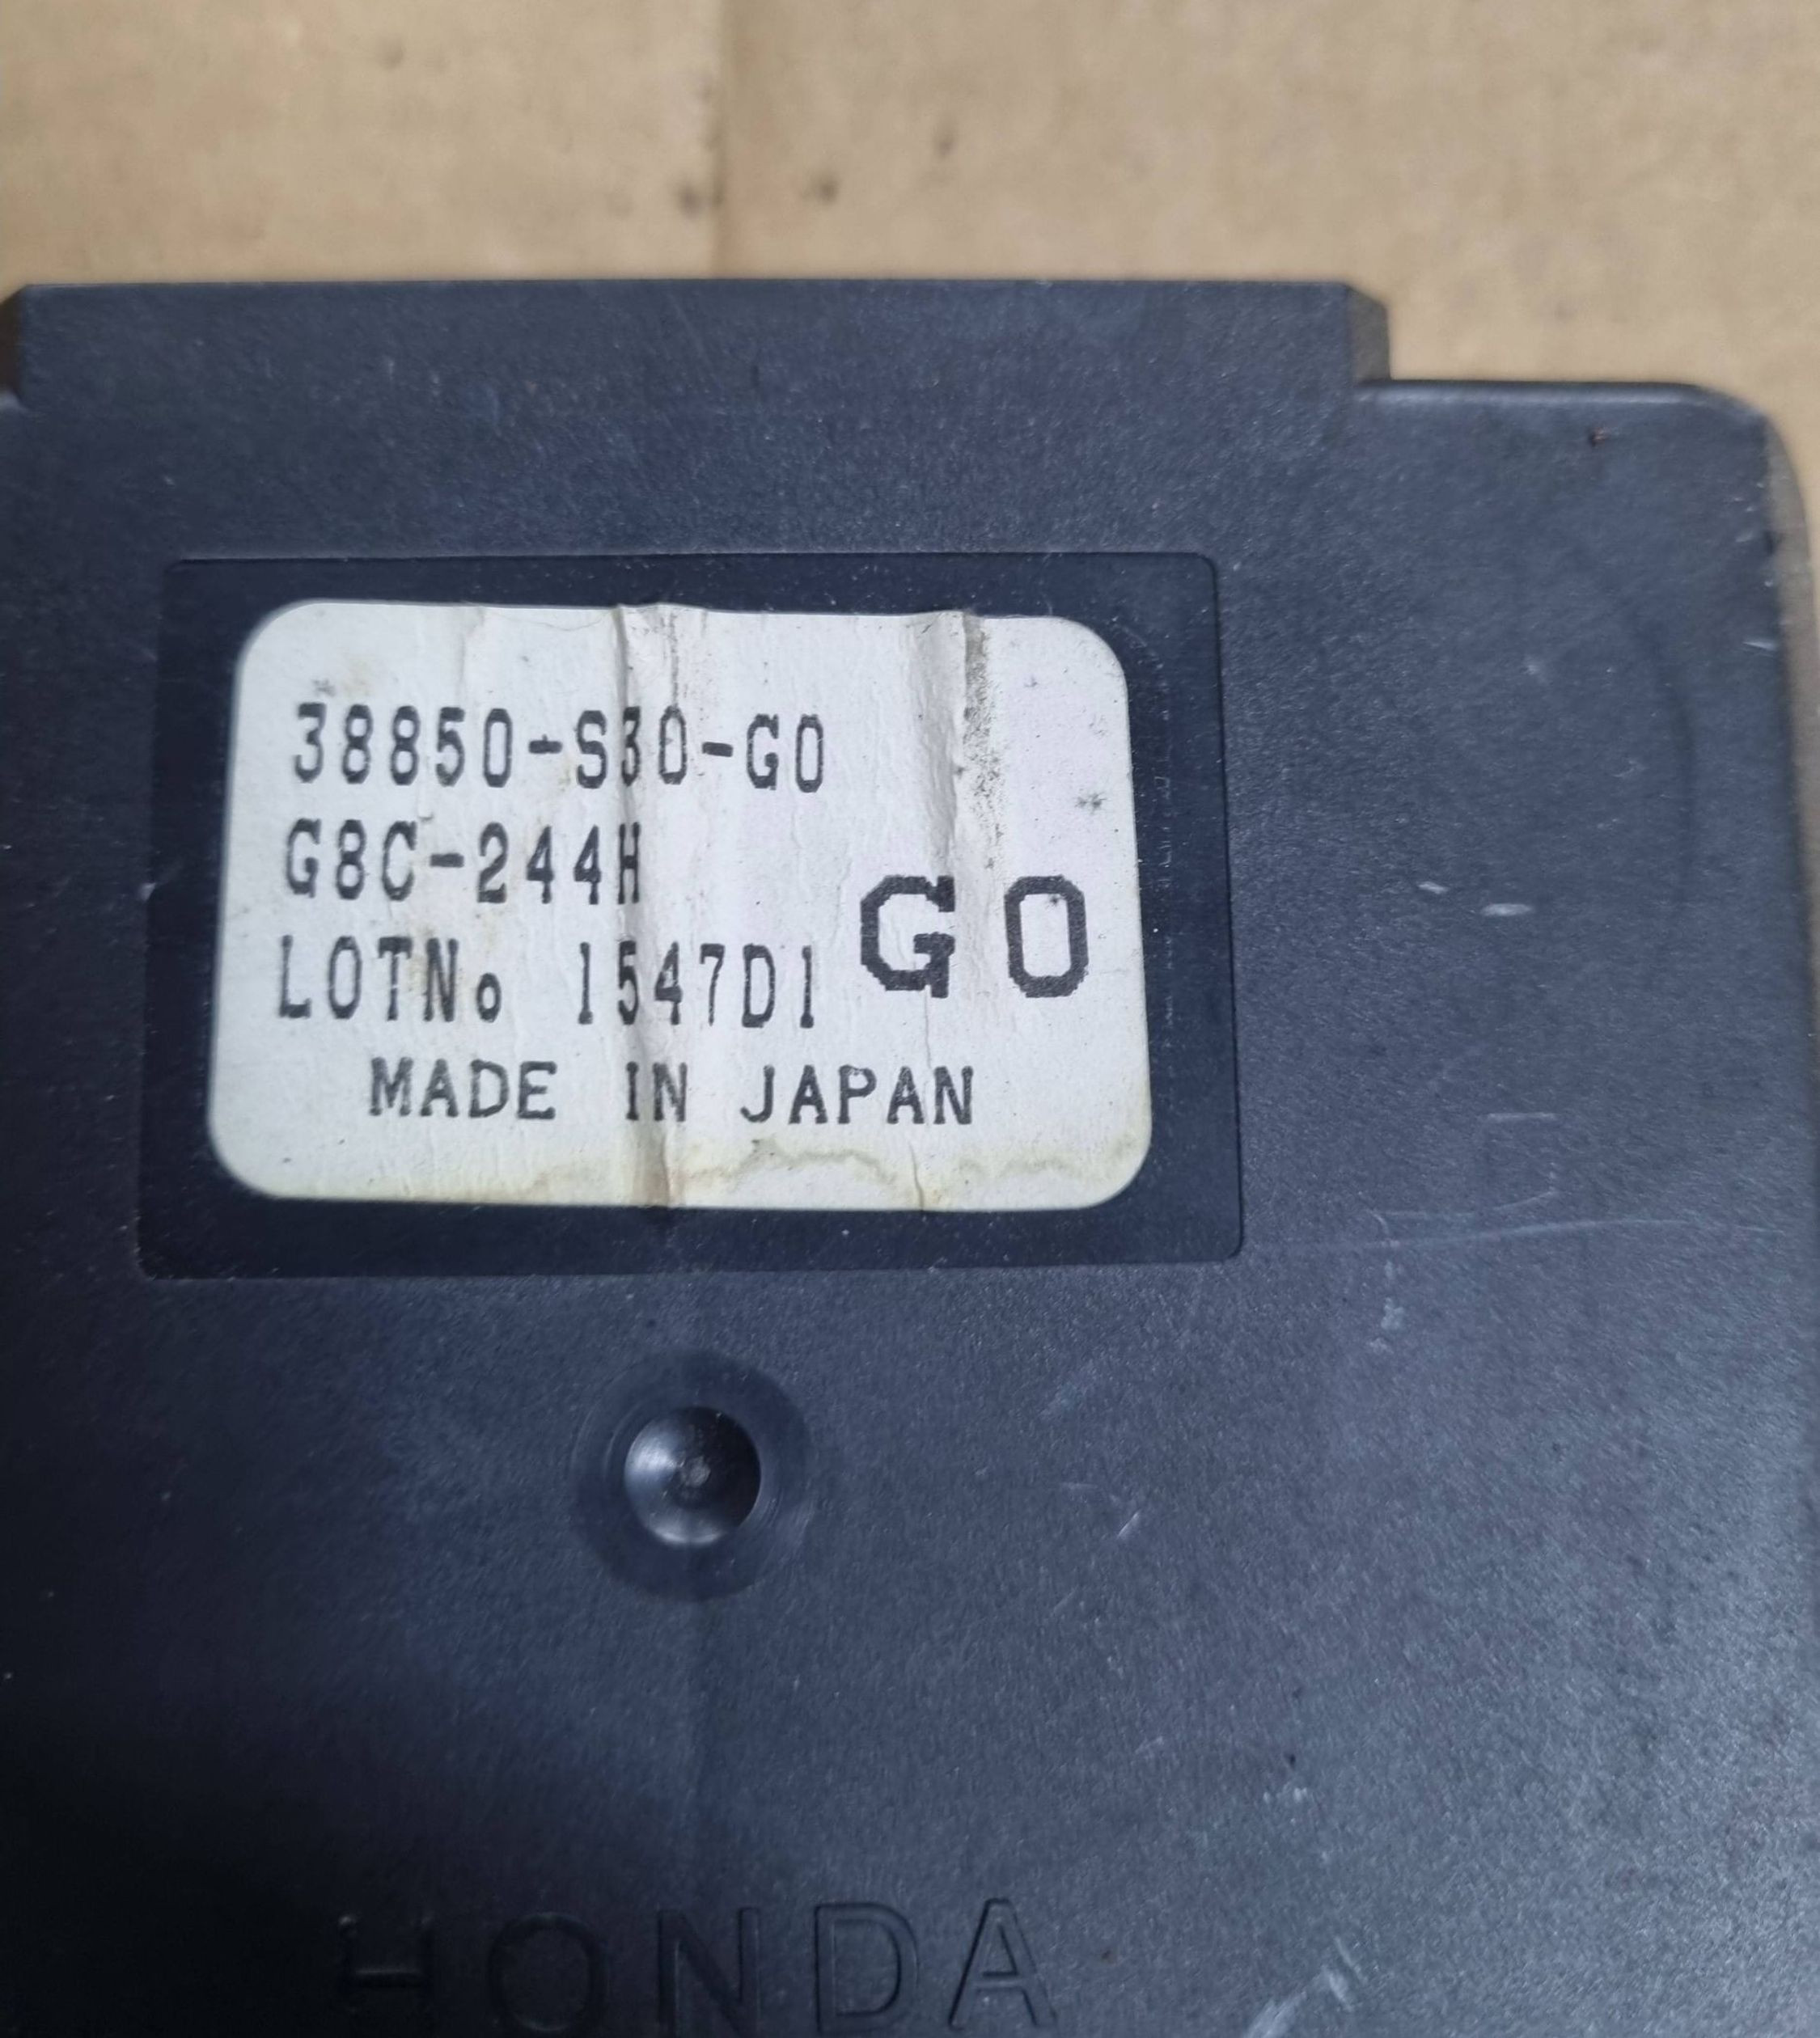 38850-S30-G0
G8C-244H
G0
LOTNo 1547D1
MADE IN JAPAN
HONDA